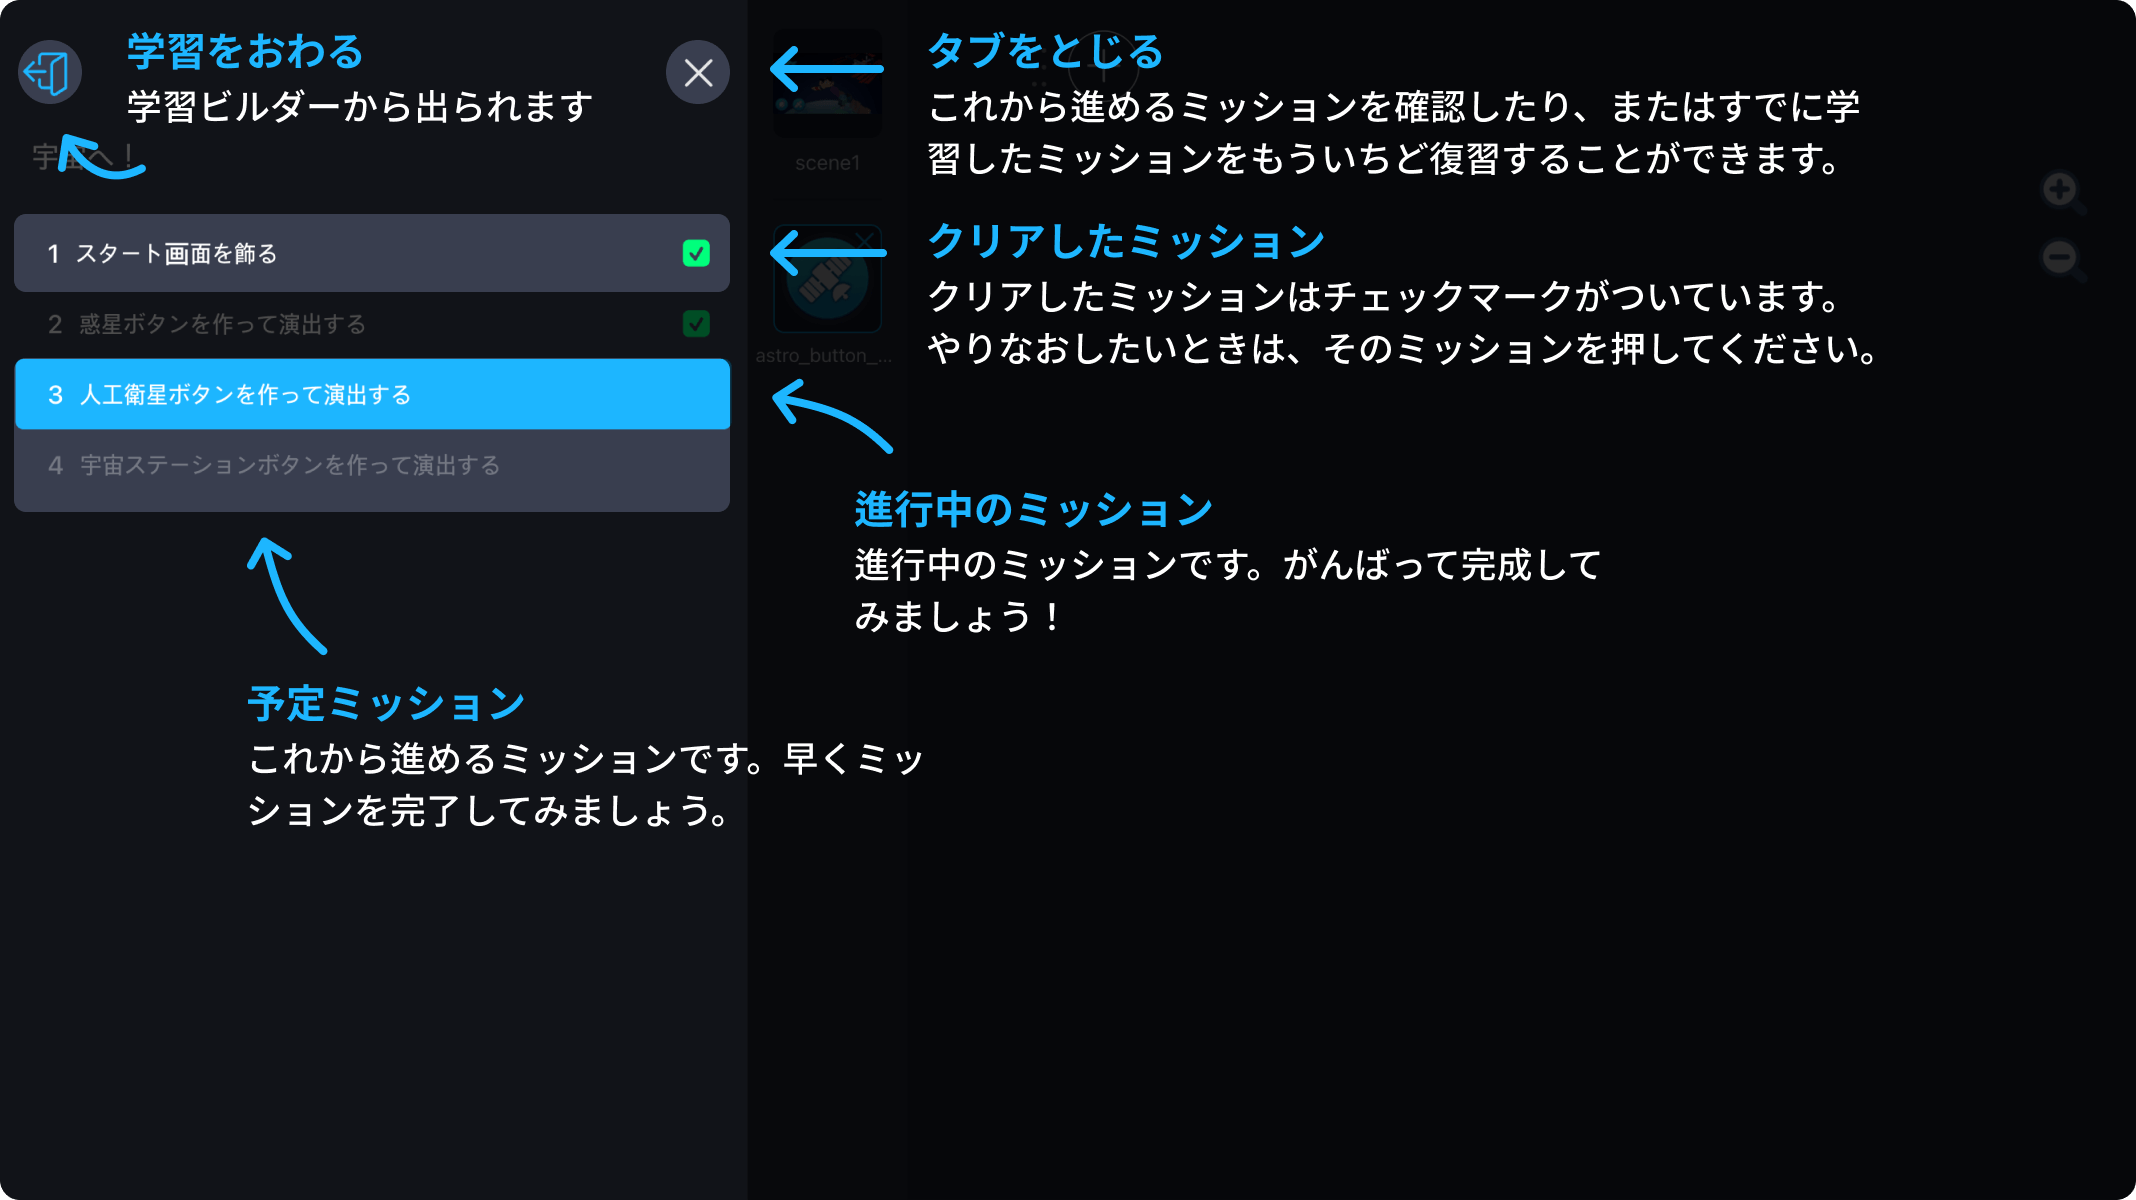 学習をおわる
学習ビルダーから出られます
宇宙へ！
1 スタート画面を飾る
2 惑星ボタンを作って演出する
3 人工衛星ボタンを作って演出する
4 宇宙ステーションボタンを作って演出する
予定ミッション
これから進めるミッションです。早くミッ
ションを完了してみましょう。
scene1
astro_button_...
タブをとじる
これから進めるミッションを確認したり、またはすでに学
習したミッションをもういちど復習することができます。
クリアしたミッション
クリアしたミッションはチェックマークがついています。
やりなおしたいときは、そのミッションを押してください。
進行中のミッション
進行中のミッションです。がんばって完成して
みましょう！